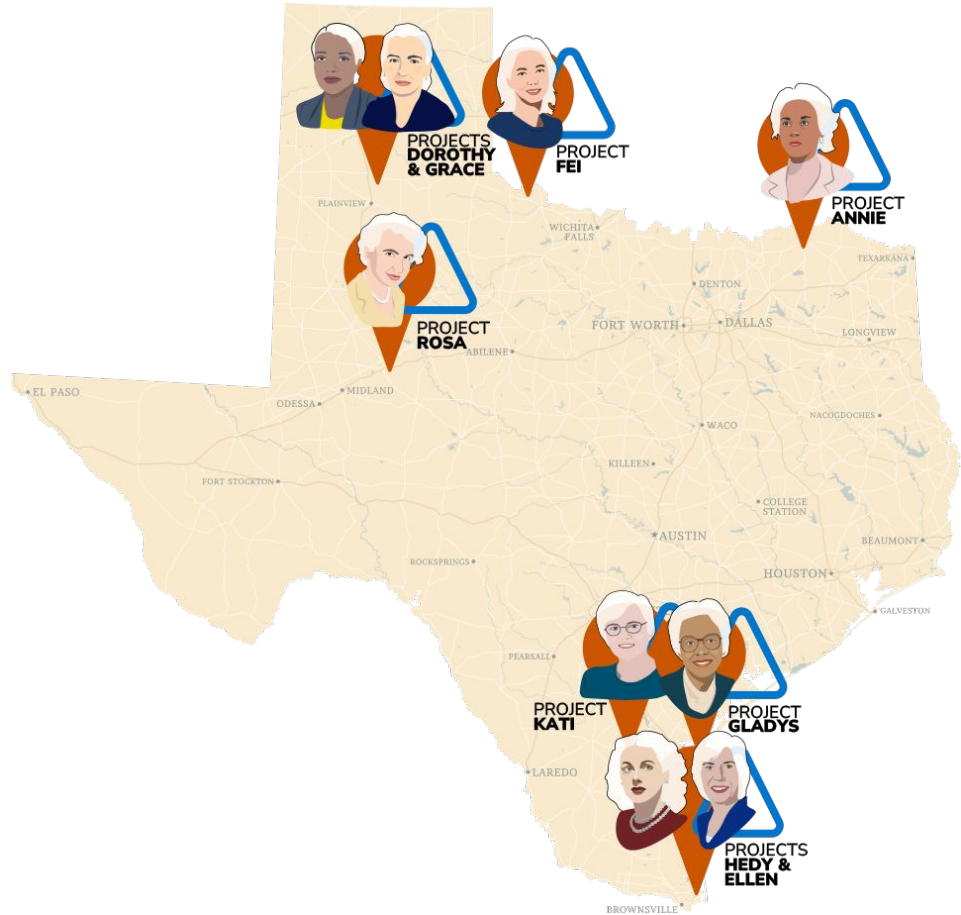 PROJECTS
DOROTHY
& GRACE
PROJECT
FEI
PROJECT
ANNIE
PLAINVIEW
WICHITA
FALLS
TEXARKANA
DENTON
PROJECT
ROSA
FORT WORTH
DALLAS
LONGVIEW
ABILENE
EL PASO
MIDLAND
ODESSA
NACOGDOCHES
WACO
KILLEEN
FORT STOCKTON
COLLEGE
STATION
AUSTIN
BEAUMONT
ROCKSPRINGS
HOUSTON
GALVESTON
PEARSALL
PROJECT
KATI
PROJECT
GLADYS
LAREDO
PROJECTS
HEDY &
ELLEN
BROWNSVILLE